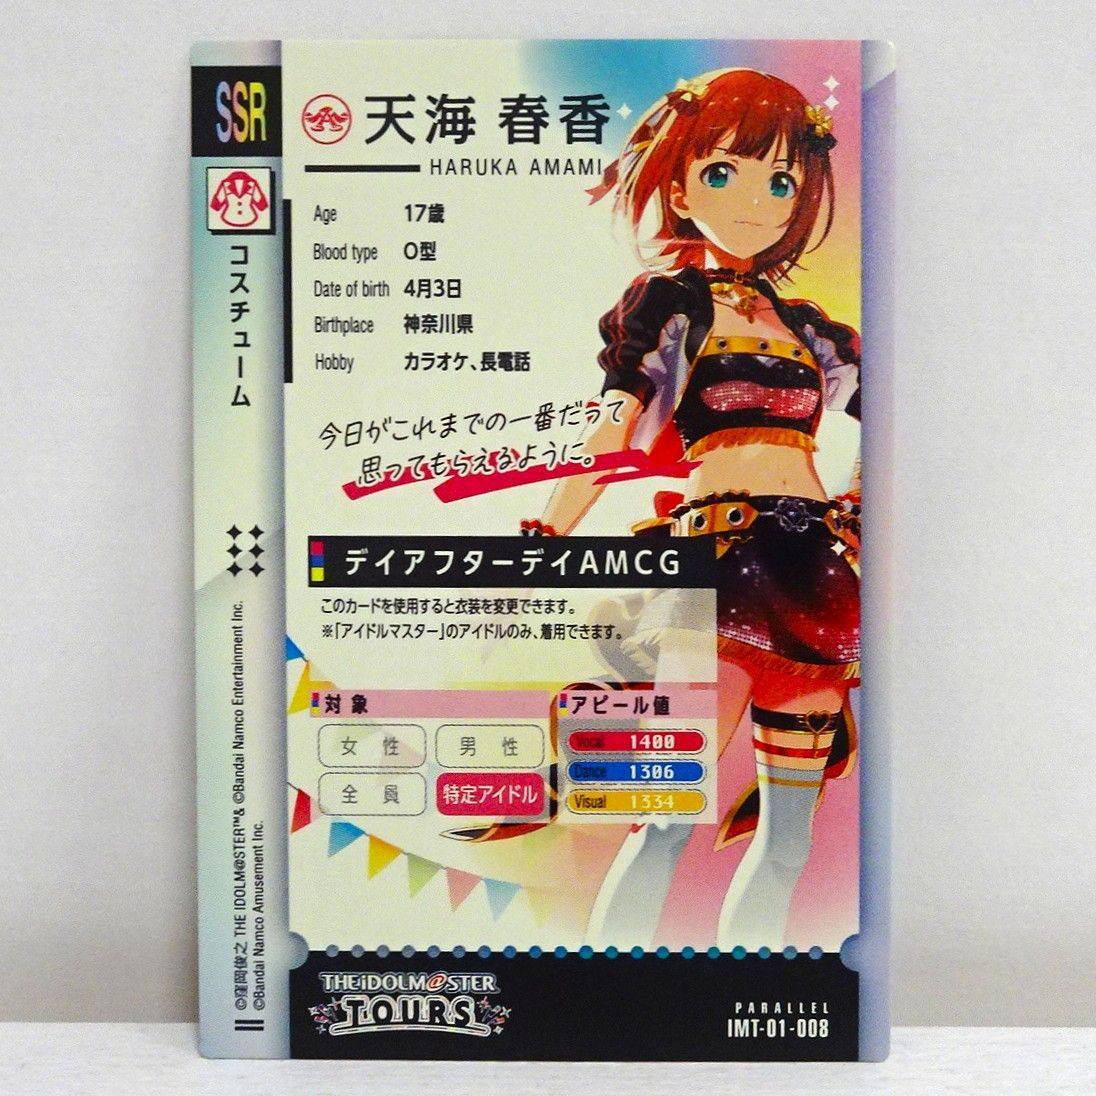 SSR
コスチューム
©窪岡俊之 THE IDOLM@STER™& ©Bandai Namco Entertainment Inc.
©Bandai Namco Amusement Inc.
天海 春香
HARUKA AMAMI
Age 17歳
Blood type O型
Date of birth 4月3日
Birthplace 神奈川県
Hobby カラオケ、長電話
今日がこれまでの一番だって
思ってもらえるように。
デイアフターデイAMCG
このカードを使用すると衣装を変更できます。
※「アイドルマスター」のアイドルのみ、着用できます。
対象
女性 男性
全員 特定アイドル
アピール値
Vocal 1400
Dance 1306
Visual 1334
THE iDOLM@STER
TOURS
PARALLEL
IMT-01-008